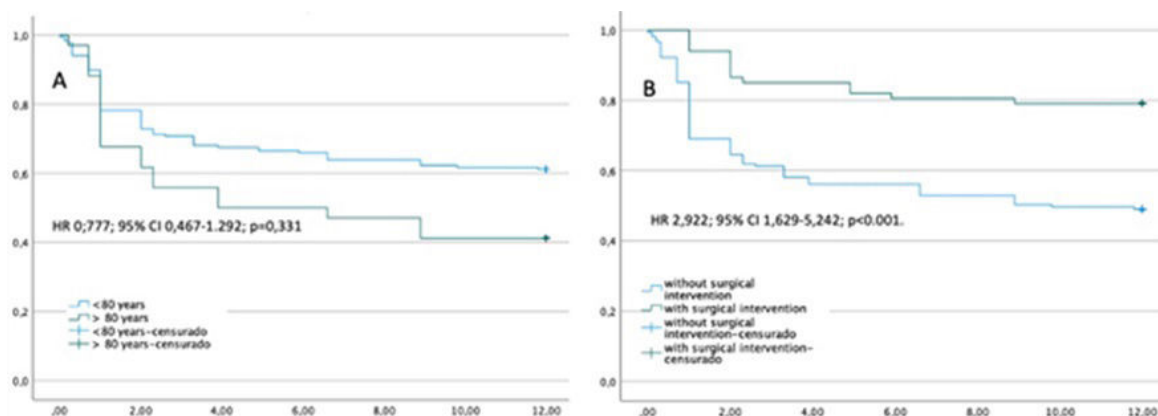 1,0
A
0,8
0,6
HR 0;777; 95% CI 0,467-1.292; p=0,331
0,4
<80 years
> 80 years
0,2
<80 years-censurado
> 80 years-censurado
0,0
,00 2,00 4,00 6,00 8,00 10,00 12,00
1,0
B
0,8
0,6
HR 2,922; 95% CI 1,629-5,242; p<0.001.
0,4
without surgical
intervention
with surgical intervention
0,2
without surgical
intervention-censurado
with surgical intervention-
censurado
0,0
,00 2,00 4,00 6,00 8,00 10,00 12,00